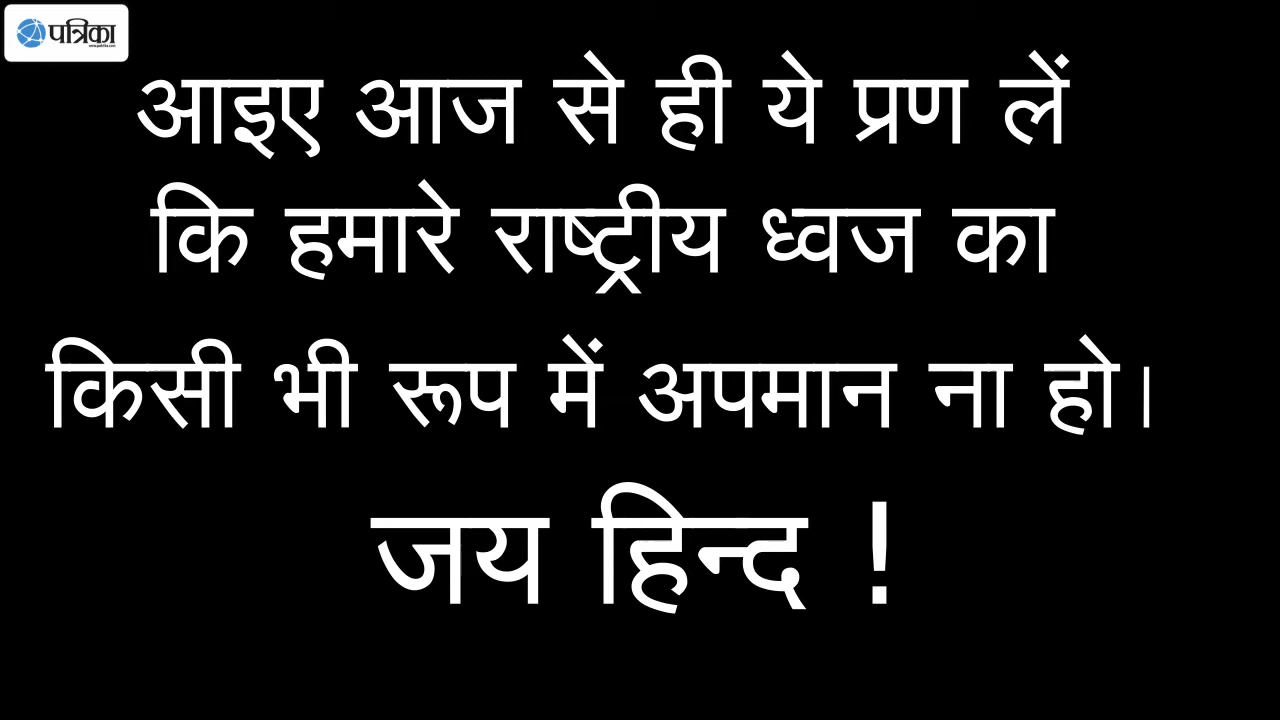 पत्रिका
आइए आज से ही ये प्रण लें
कि हमारे राष्ट्रीय ध्वज का
किसी भी रूप में अपमान ना हो।
जय हिन्द !